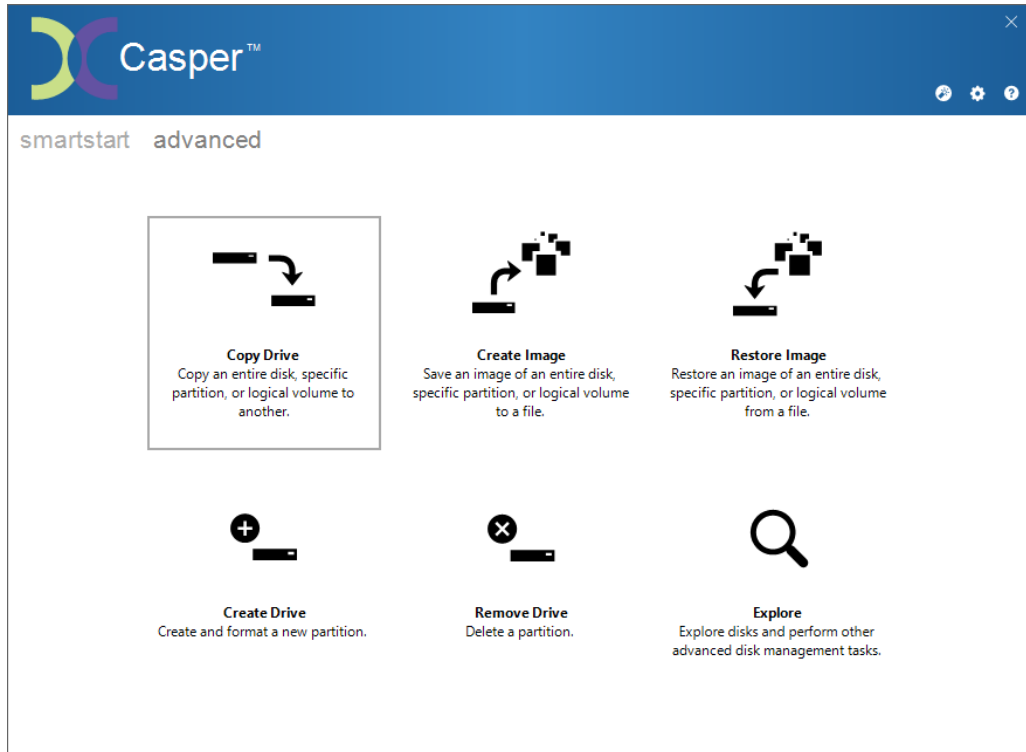 Casper™
smartstart advanced
Copy Drive
Copy an entire disk, specific
partition, or logical volume to
another.
Create Image
Save an image of an entire disk,
specific partition, or logical volume
to a file.
Restore Image
Restore an image of an entire disk,
specific partition, or logical volume
from a file.
Create Drive
Create and format a new partition.
Remove Drive
Delete a partition.
Explore
Explore disks and perform other
advanced disk management tasks.